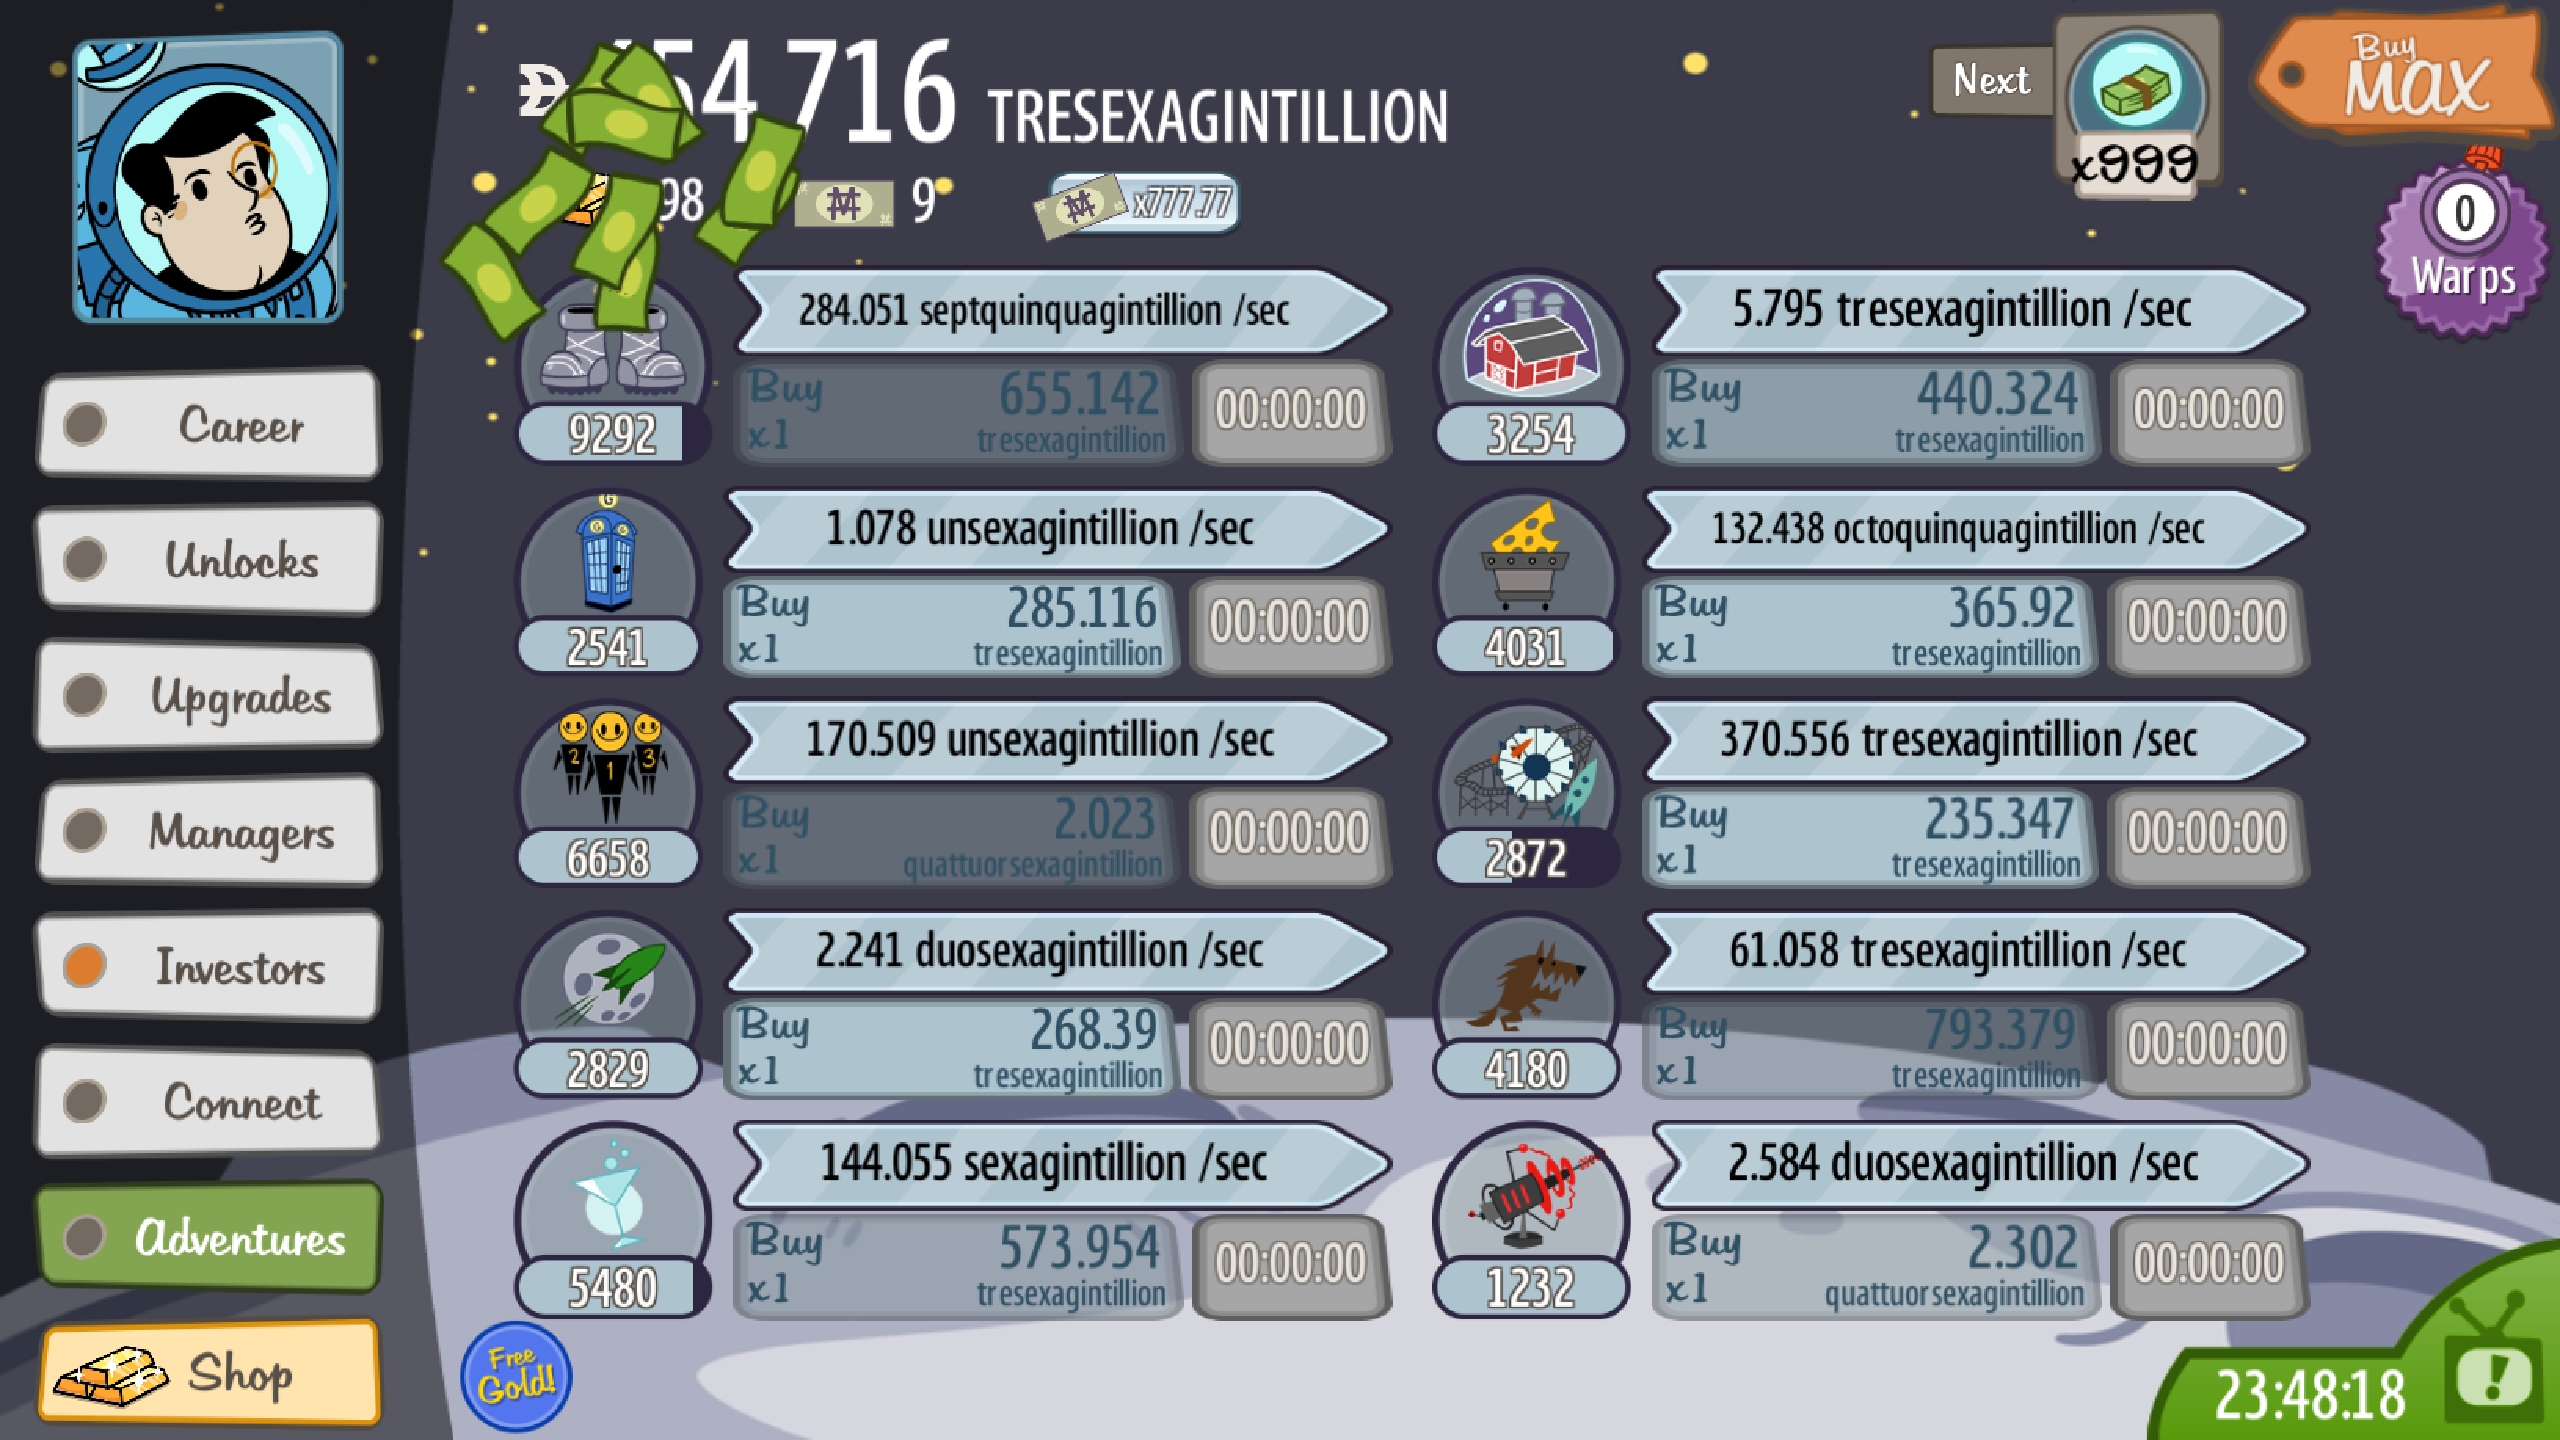 54.716 TRESEXAGINTILLION
98
9
x777.77
Next
x999
Buy
MAX
0
Warps
Career
Unlocks
Upgrades
Managers
Investors
Connect
Adventures
Shop
284.051 septquinquagintillion /sec
9292
Buy
x1
655.142
tresexagintillion
00:00:00
5.795 tresexagintillion /sec
3254
Buy
x1
440.324
tresexagintillion
00:00:00
1.078 unsexagintillion /sec
2541
Buy
x1
285.116
tresexagintillion
00:00:00
132.438 octoquinquagintillion /sec
4031
Buy
x1
365.92
tresexagintillion
00:00:00
170.509 unsexagintillion /sec
2 1 3
6658
Buy
x1
2.023
quattuorsexagintillion
00:00:00
370.556 tresexagintillion /sec
2872
Buy
x1
235.347
tresexagintillion
00:00:00
2.241 duosexagintillion /sec
2829
Buy
x1
268.39
tresexagintillion
00:00:00
61.058 tresexagintillion /sec
4180
Buy
x1
793.379
tresexagintillion
00:00:00
144.055 sexagintillion /sec
5480
Buy
x1
573.954
tresexagintillion
00:00:00
2.584 duosexagintillion /sec
1232
Buy
x1
2.302
quattuorsexagintillion
00:00:00
Free
Gold!
23:48:18